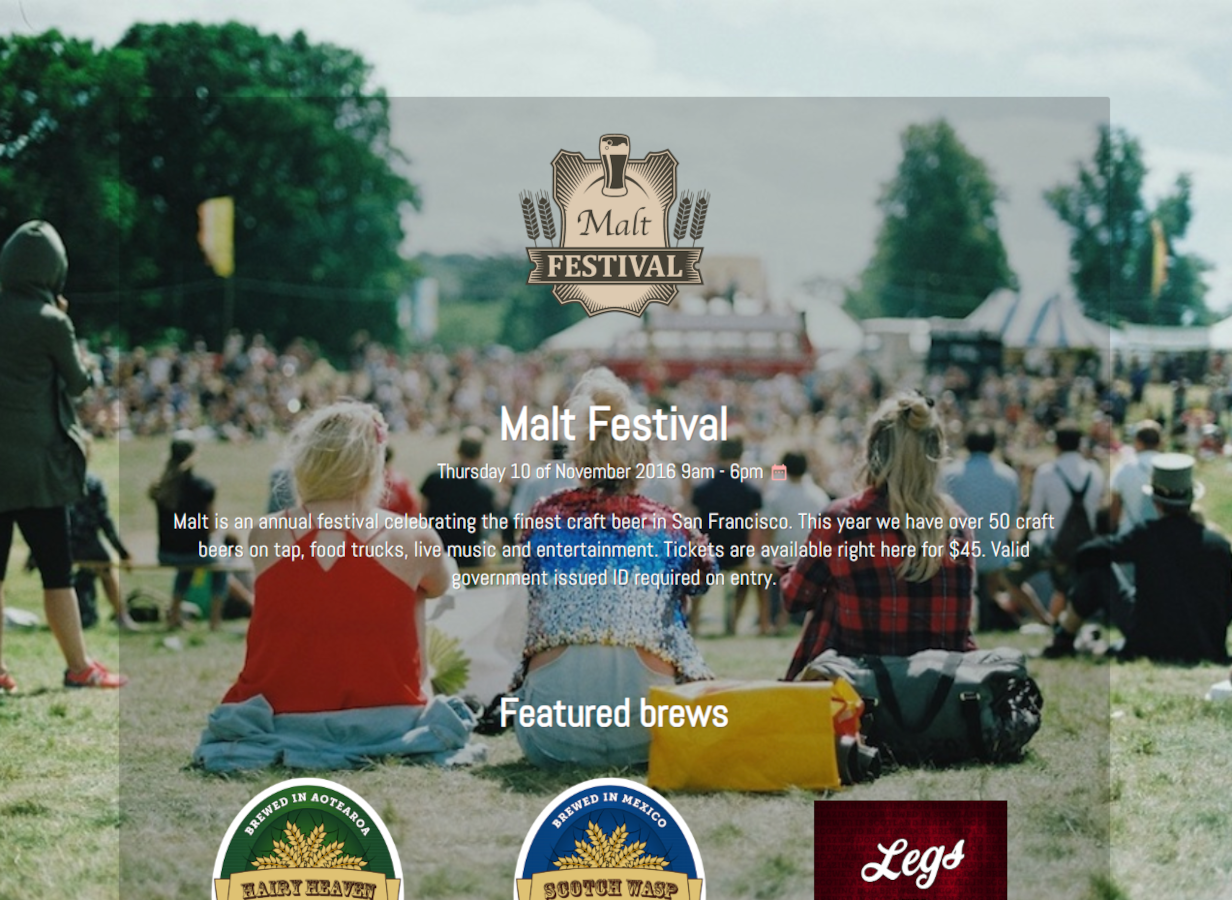 Malt
FESTIVAL
Malt Festival
Thursday 10 of November 2016 9am - 6pm
Malt is an annual festival celebrating the finest craft beer in San Francisco. This year we have over 50 craft
beers on tap, food trucks, live music and entertainment. Tickets are available right here for $45. Valid
government issued ID required on entry.
Featured brews
BREWED IN AOTEAROA
HAIRY HEAVEN
BREWED IN MEXICO
SCOTCH WASP
Legs